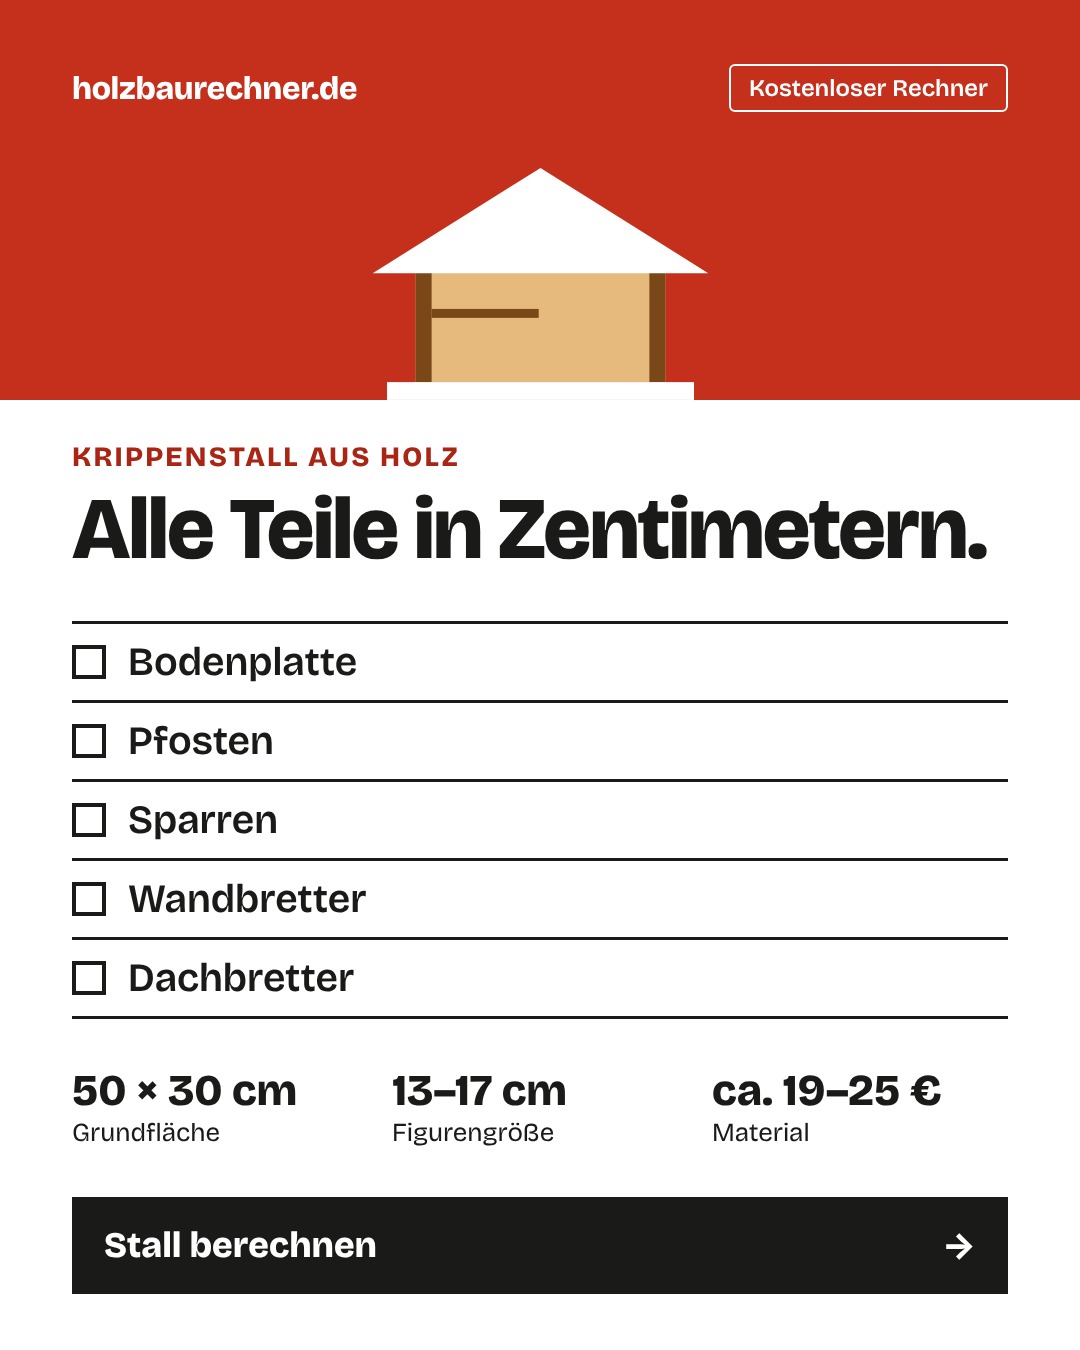 holzbaurechner.de
Kostenloser Rechner
KRIPPENSTALL AUS HOLZ
Alle Teile in Zentimetern.
Bodenplatte
Pfosten
Sparren
Wandbretter
Dachbretter
50 × 30 cm
Grundfläche
13–17 cm
Figurengröße
ca. 19–25 €
Material
Stall berechnen →